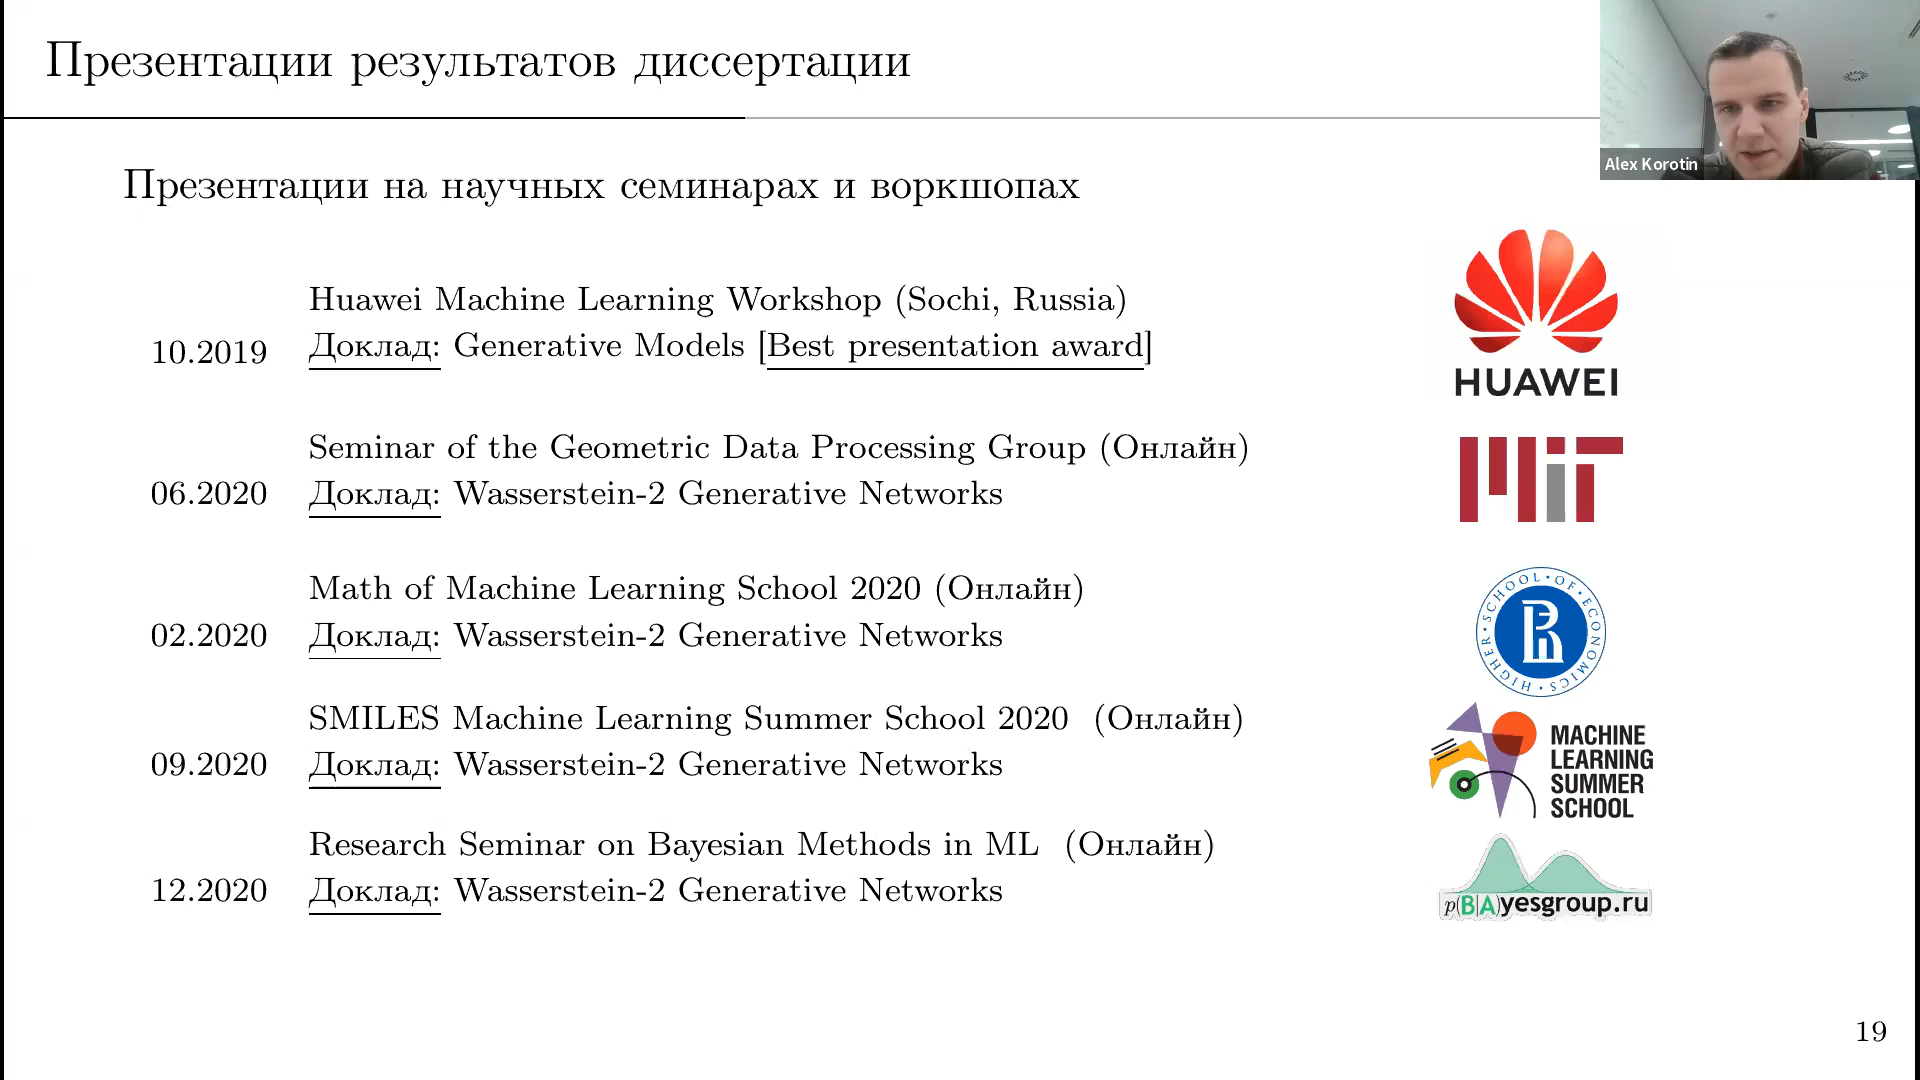 Презентации результатов диссертации
Alex Korotin
Презентации на научных семинарах и воркшопах
Huawei Machine Learning Workshop (Sochi, Russia)
10.2019 Доклад: Generative Models [Best presentation award]
HUAWEI
Seminar of the Geometric Data Processing Group (Онлайн)
06.2020 Доклад: Wasserstein-2 Generative Networks
MIT
Math of Machine Learning School 2020 (Онлайн)
02.2020 Доклад: Wasserstein-2 Generative Networks
HIGHER • SCHOOL • OF • ECONOMICS •
SMILES Machine Learning Summer School 2020 (Онлайн)
09.2020 Доклад: Wasserstein-2 Generative Networks
MACHINE
LEARNING
SUMMER
SCHOOL
Research Seminar on Bayesian Methods in ML (Онлайн)
12.2020 Доклад: Wasserstein-2 Generative Networks
p(B|A)yesgroup.ru
19